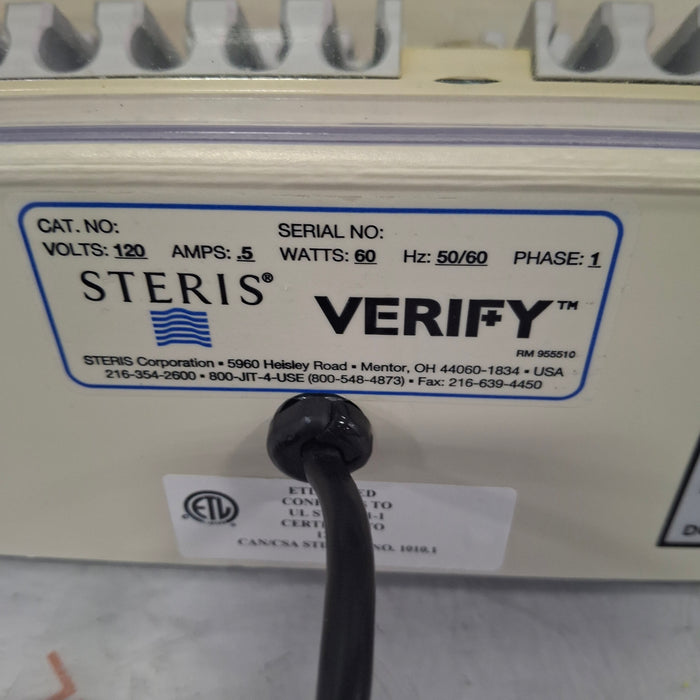 CAT. NO: SERIAL NO:
VOLTS: 120 AMPS: .5 WATTS: 60 Hz: 50/60 PHASE: 1
STERIS® VERIFY™
RM 955510
STERIS Corporation • 5960 Heisley Road • Mentor, OH 44060-1834 • USA
216-354-2600 • 800-JIT-4-USE (800-548-4873) • Fax: 216-639-4450
ETL
CAN/CSA NO. 1010.1